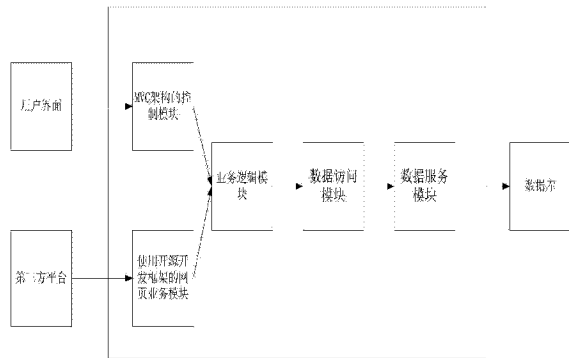 用户界面
MVC架构的控
制模块
业务逻辑模
块
数据访问
模块
数据服务
模块
数据库
第三方平台
使用开源开
发框架的网
页业务模块